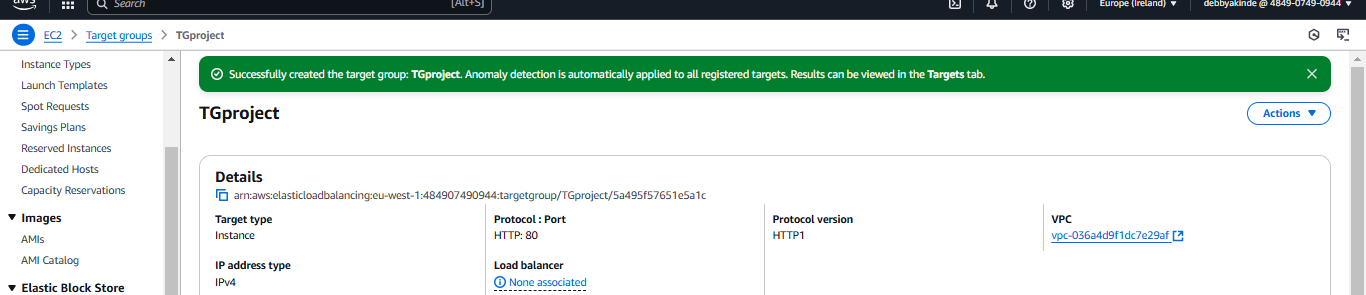 aws
Search
[Alt+S]
Europe (Ireland)
debbyakinde @ 4849-0749-0944
EC2
Target groups
TGproject
Instance Types
Launch Templates
Spot Requests
Savings Plans
Reserved Instances
Dedicated Hosts
Capacity Reservations
Images
AMIs
AMI Catalog
Elastic Block Store
Successfully created the target group: TGproject. Anomaly detection is automatically applied to all registered targets. Results can be viewed in the Targets tab.
TGproject
Actions
Details
arn:aws:elasticloadbalancing:eu-west-1:484907490944:targetgroup/TGproject/5a495f57651e5a1c
Target type
Instance
Protocol : Port
HTTP: 80
Protocol version
HTTP1
VPC
vpc-036a4d9f1dc7e29af
IP address type
IPv4
Load balancer
None associated